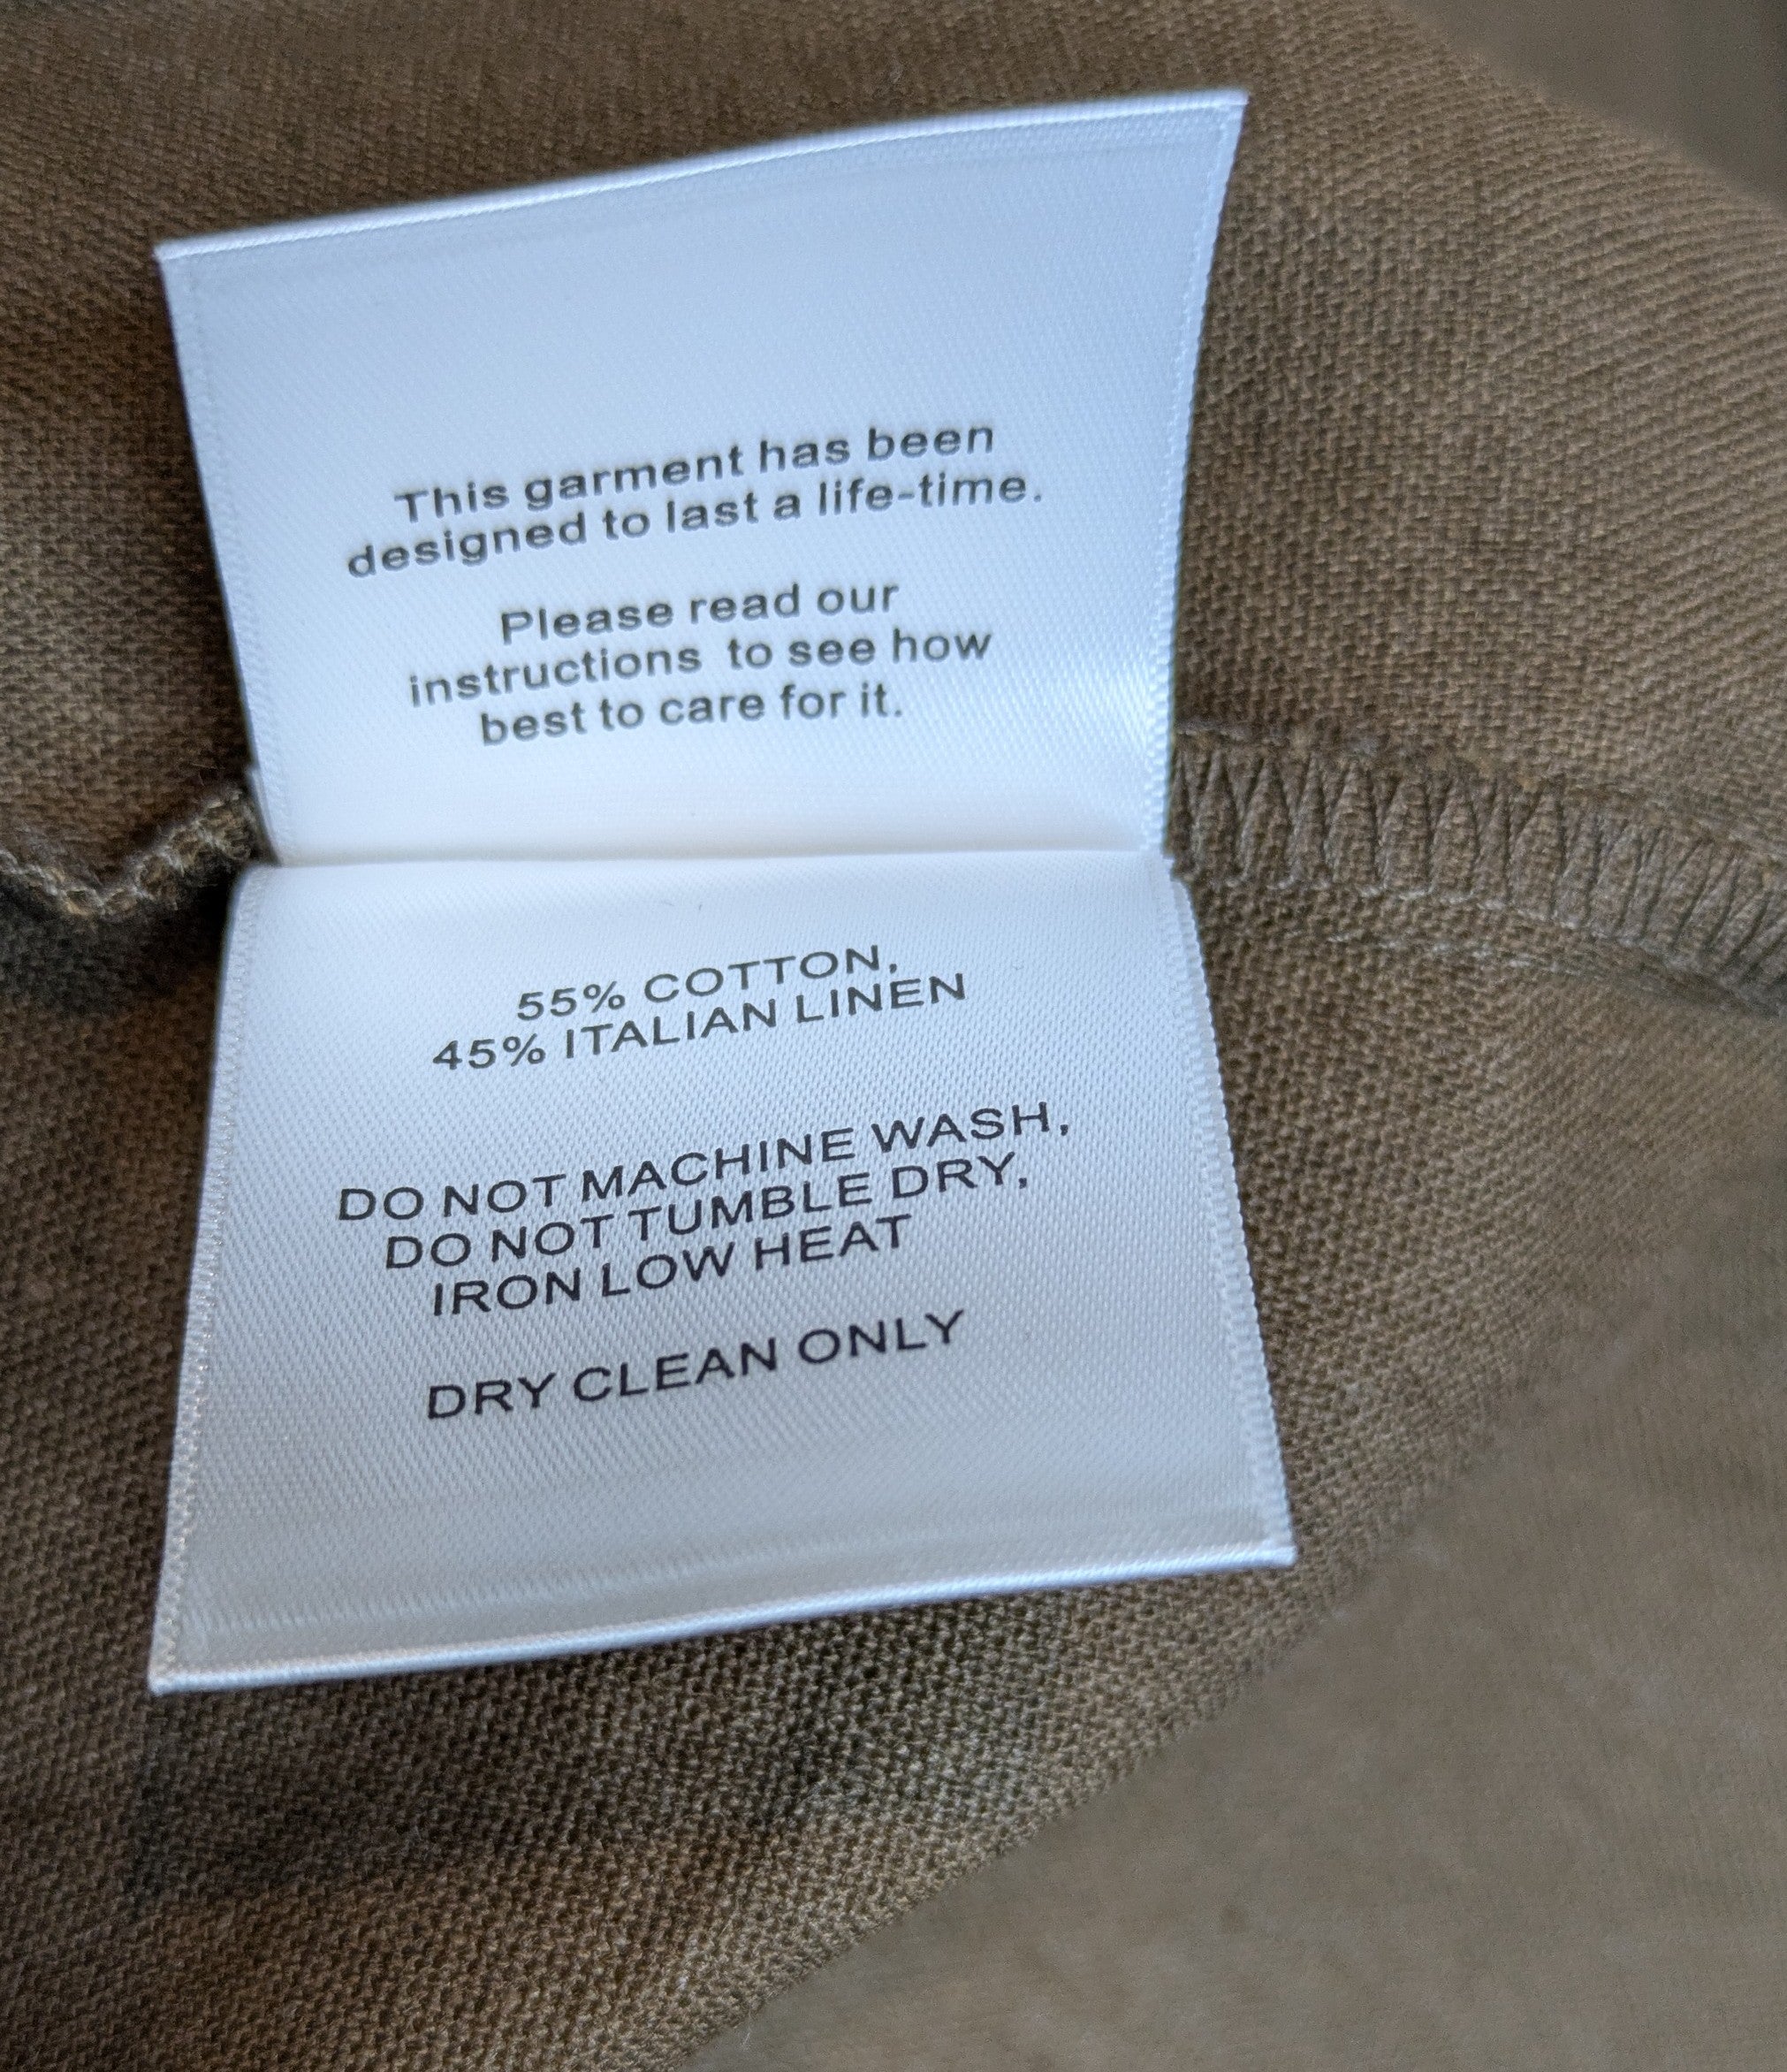 This garment has been
designed to last a life-time.
Please read our
instructions to see how
best to care for it.
55% COTTON,
45% ITALIAN LINEN
DO NOT MACHINE WASH,
DO NOT TUMBLE DRY,
IRON LOW HEAT
DRY CLEAN ONLY